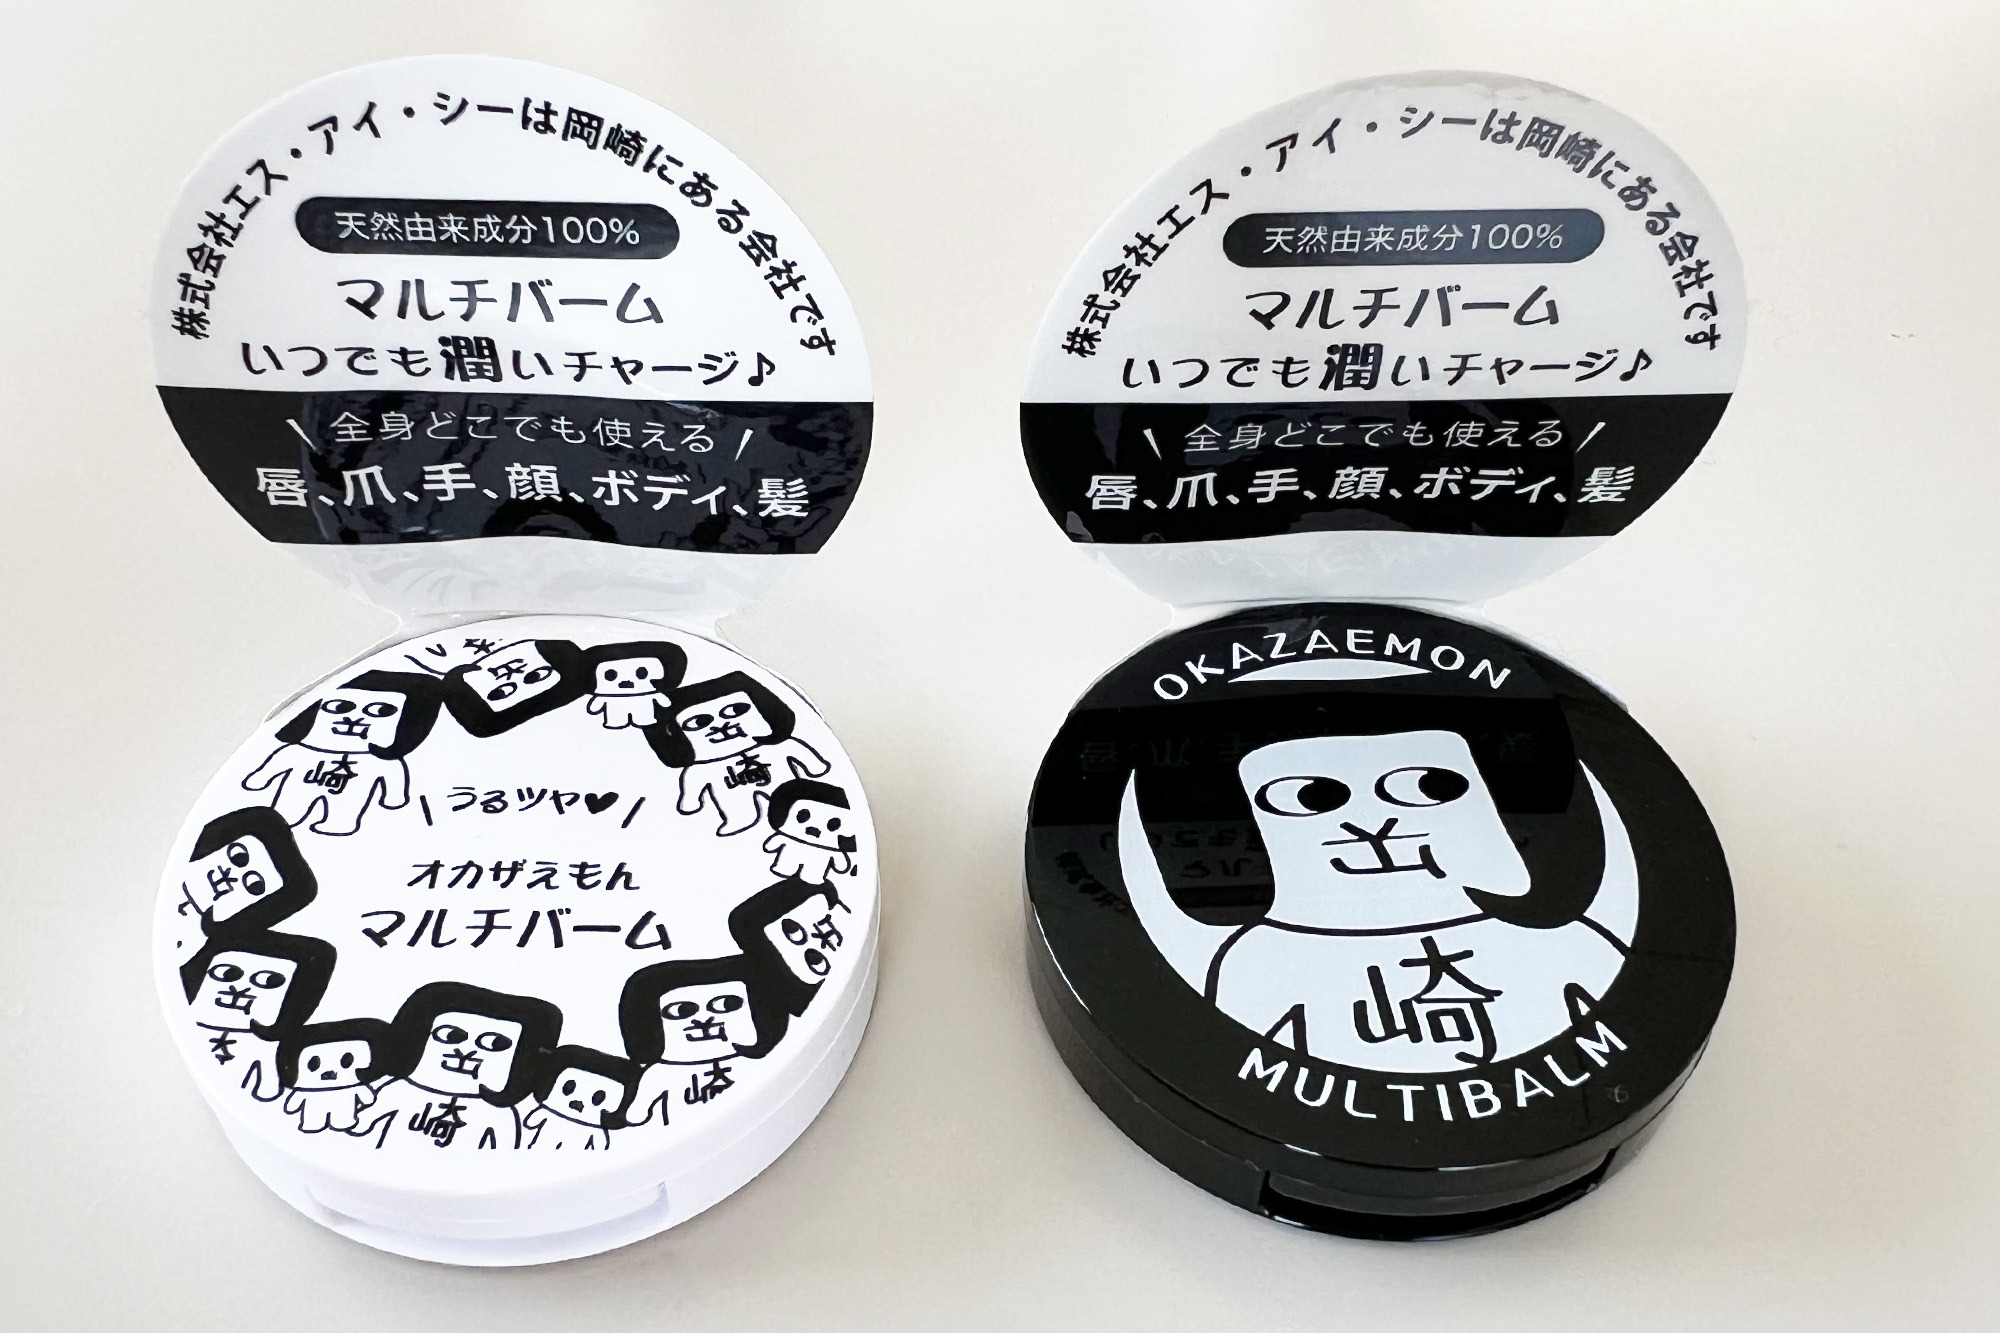 株式会社エス・アイ・シーは岡崎にある会社です
天然由来成分100%
マルチバーム
いつでも潤いチャージ♪
\ 全身どこでも使える /
唇、爪、手、顔、ボディ、髪
\ うるツヤ♥ /
オカザえもん
マルチバーム
崎
崎
崎
崎
株式会社エス・アイ・シーは岡崎にある会社です
天然由来成分100%
マルチバーム
いつでも潤いチャージ♪
\ 全身どこでも使える /
唇、爪、手、顔、ボディ、髪
OKAZAEMON
崎
MULTIBALM